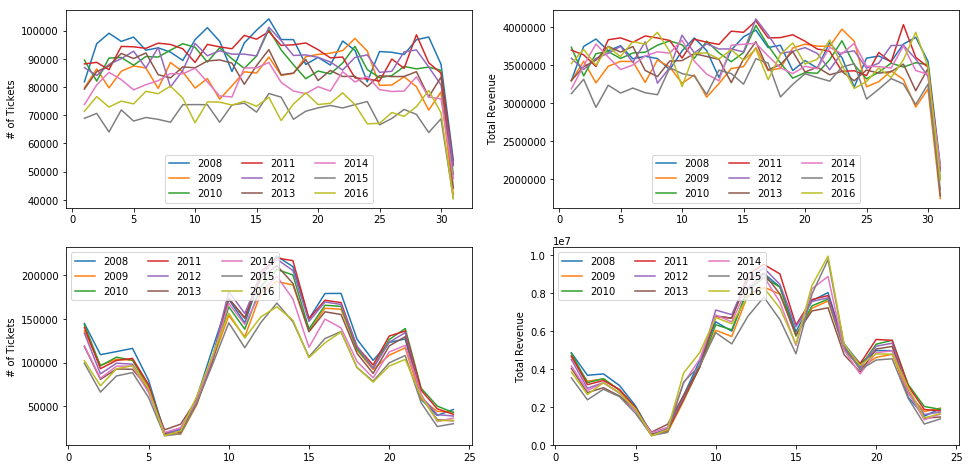 # of Tickets
100000
90000
80000
70000
60000
50000
40000
0 5 10 15 20 25 30
2008 2011 2014
2009 2012 2015
2010 2013 2016
Total Revenue
4000000
3500000
3000000
2500000
2000000
0 5 10 15 20 25 30
2008 2011 2014
2009 2012 2015
2010 2013 2016
# of Tickets
200000
150000
100000
50000
0 5 10 15 20 25
2008 2011 2014
2009 2012 2015
2010 2013 2016
Total Revenue
1e7
1.0
0.8
0.6
0.4
0.2
0.0
0 5 10 15 20 25
2008 2011 2014
2009 2012 2015
2010 2013 2016